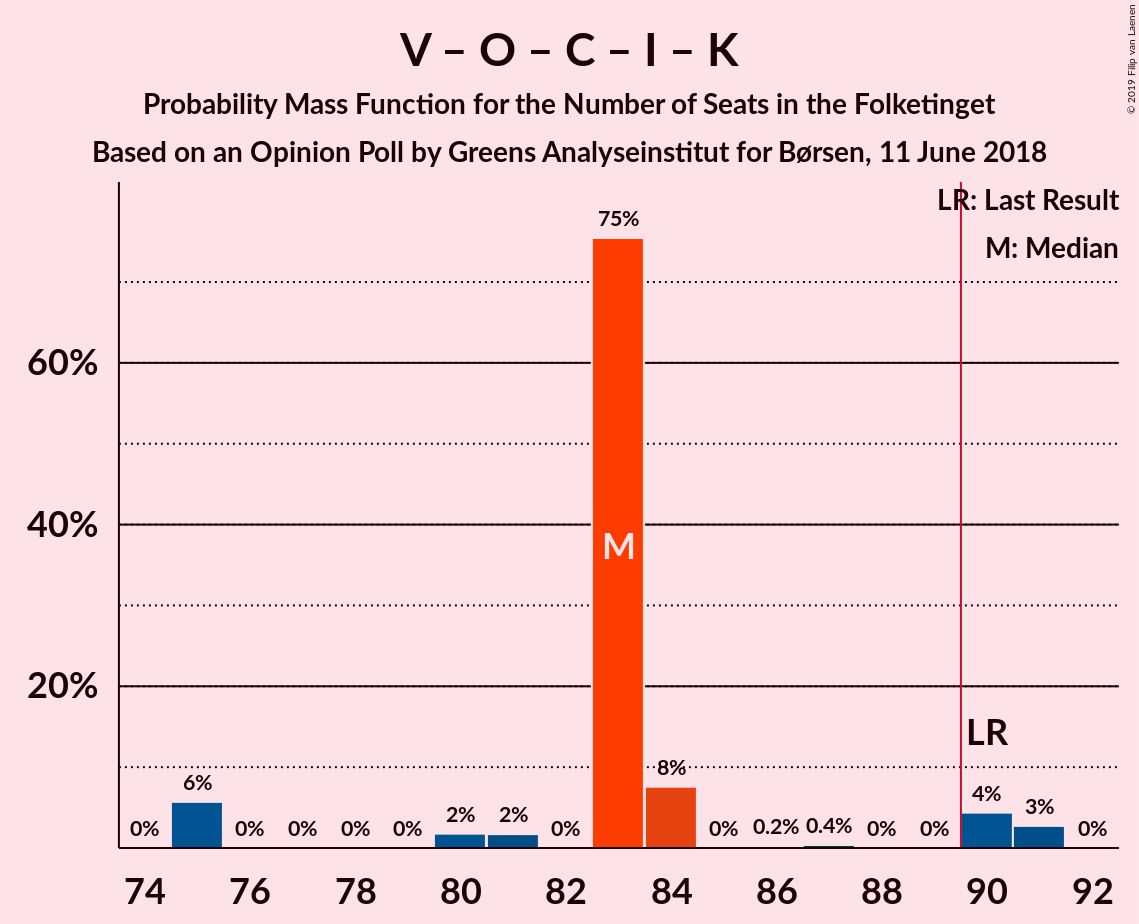 V – O – C – I – K
Probability Mass Function for the Number of Seats in the Folketinget
Based on an Opinion Poll by Greens Analyseinstitut for Børsen, 11 June 2018
© 2019 Filip van Laenen
LR: Last Result
M: Median
75%
60%
40%
M
20%
LR
0% 6% 0% 0% 0% 0% 2% 2% 0% 8% 0% 0.2% 0.4% 0% 0% 4% 3% 0%
74 76 78 80 82 84 86 88 90 92